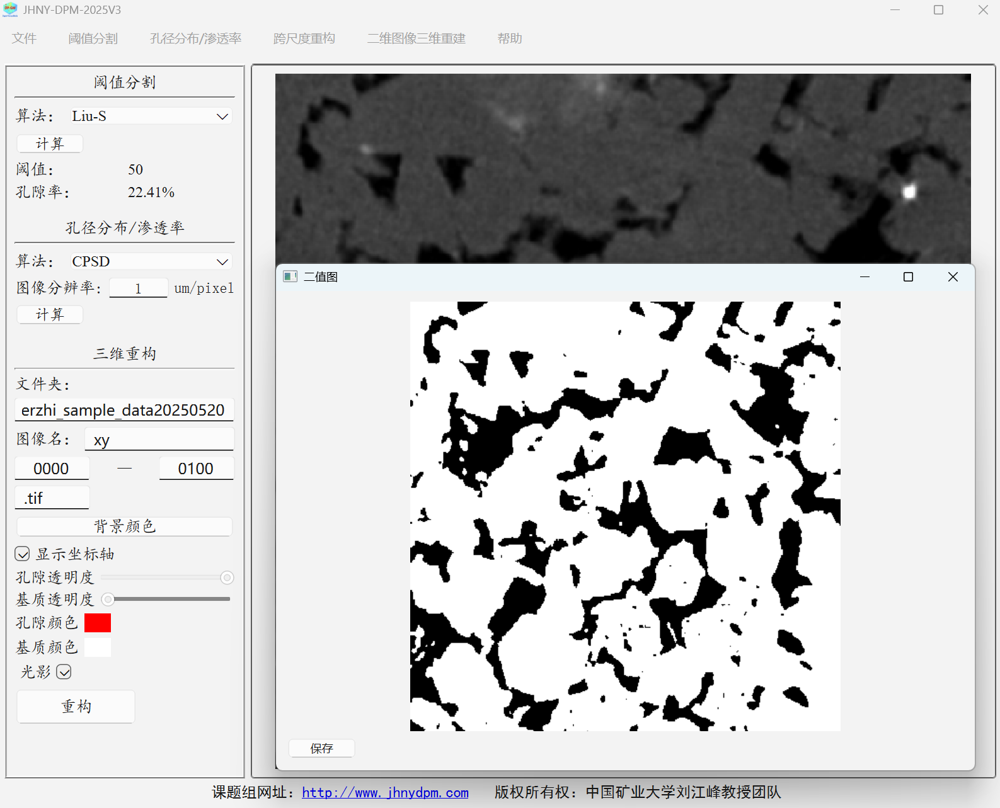 JHNY-DPM-2025V3
文件 阈值分割 孔径分布/渗透率 跨尺度重构 二维图像三维重建 帮助
阈值分割
算法： Liu-S
计算
阈值： 50
孔隙率： 22.41%
孔径分布/渗透率
算法： CPSD
图像分辨率： 1 um/pixel
计算
三维重构
文件夹：
erzhi_sample_data20250520
图像名： xy
0000 — 0100
.tif
背景颜色
显示坐标轴
孔隙透明度
基质透明度
孔隙颜色
基质颜色
光影
重构
二值图
保存
课题组网址：http://www.jhnydpm.com 版权所有权：中国矿业大学刘江峰教授团队